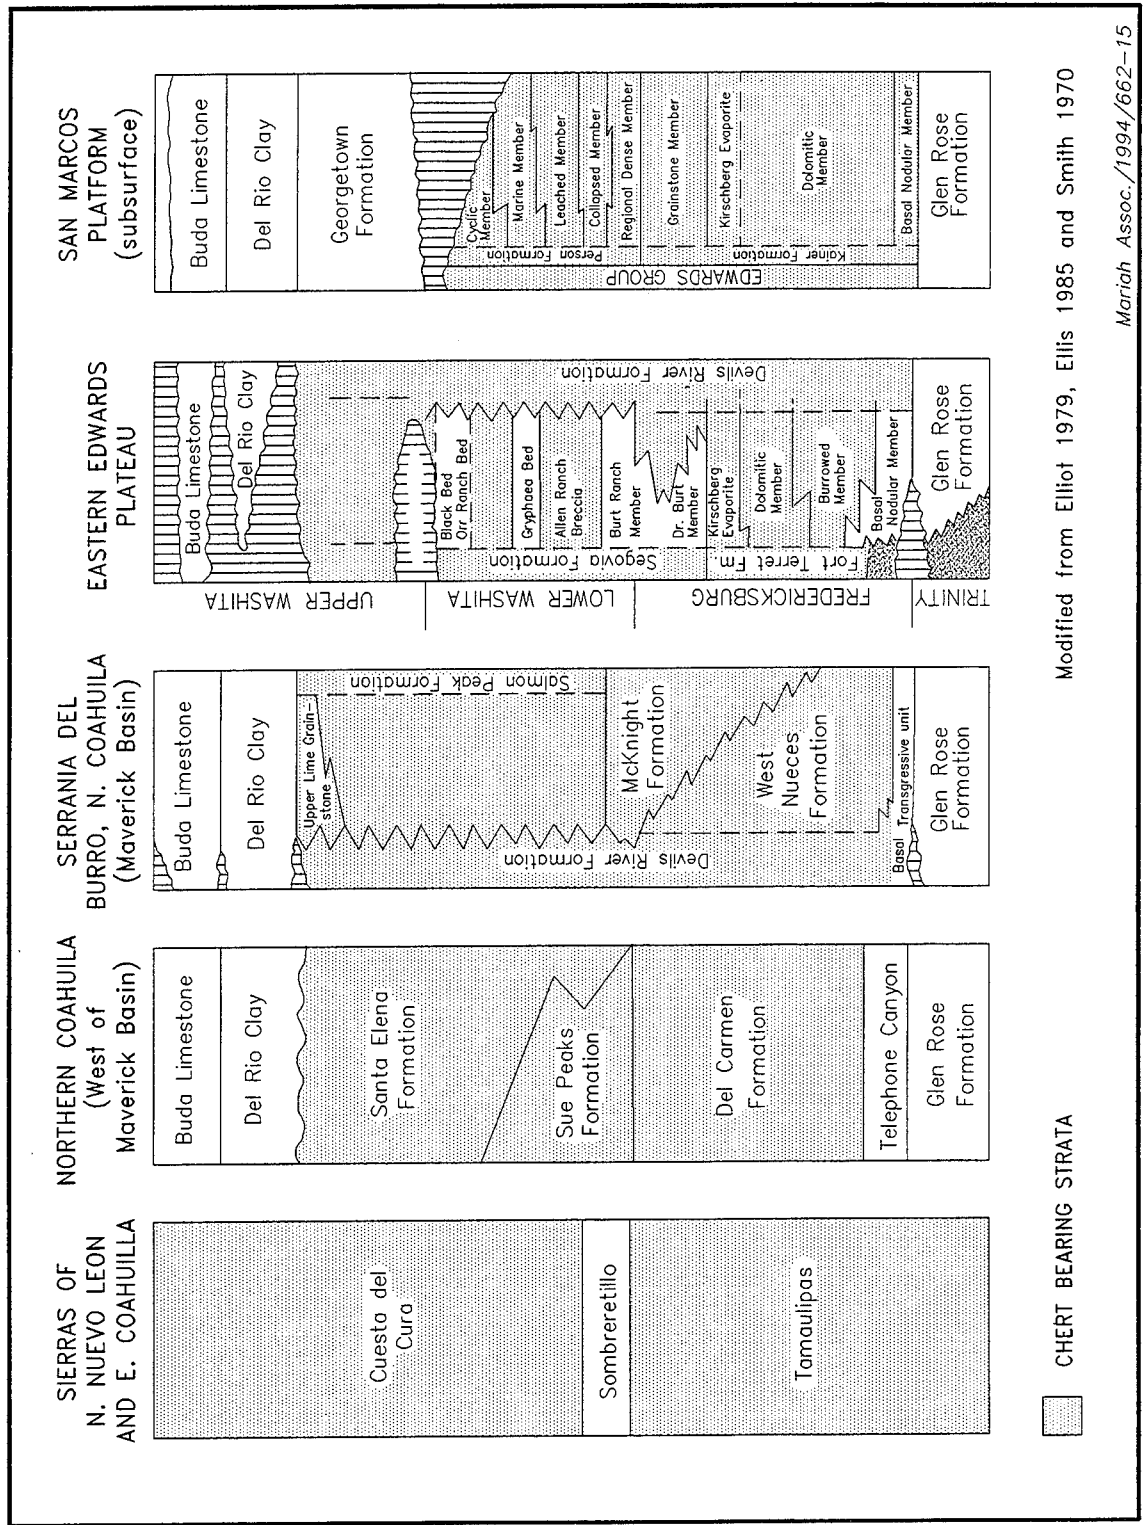 SIERRAS OF
N. NUEVO LEON
AND E. COAHUILLA
Cuesta del
Cura
Sombreretillo
Tamaulipas
NORTHERN COAHUILA
(West of
Maverick Basin)
Buda Limestone
Del Rio Clay
Santa Elena
Formation
Sue Peaks
Formation
Del Carmen
Formation
Telephone Canyon
Glen Rose
Formation
SERRANIA DEL
BURRO, N. COAHUILA
(Maverick Basin)
Buda Limestone
Del Rio Clay
Upper Lime Grain-
stone
Salmon Peak Formation
Devils River Formation
McKnight
Formation
West
Nueces
Formation
Basal Transgressive unit
Glen Rose
Formation
UPPER WASHITA
LOWER WASHITA
FREDERICKSBURG
TRINITY
EASTERN EDWARDS
PLATEAU
Buda Limestone
Del Rio Clay
Devils River Formation
Segovia Formation
Black Bed
Orr Ranch Bed
Gryphaea Bed
Allen Ranch
Breccia
Burt Ranch
Member
Dr. Burt
Member
Fort Terret Fm.
Kirschberg
Evaporite
Dolomitic
Member
Burrowed
Member
Basal
Nodular Member
Glen Rose
Formation
SAN MARCOS
PLATFORM
(subsurface)
Buda Limestone
Del Rio Clay
Georgetown
Formation
EDWARDS GROUP
Person Formation
Cyclic
Member
Marine Member
Leached Member
Collapsed Member
Regional Dense Member
Kainer Formation
Grainstone Member
Kirschberg Evaporite
Dolomitic
Member
Basal Nodular Member
Glen Rose
Formation
CHERT BEARING STRATA
Modified from Elliot 1979, Ellis 1985 and Smith 1970
Mariah Assoc./1994/662-15